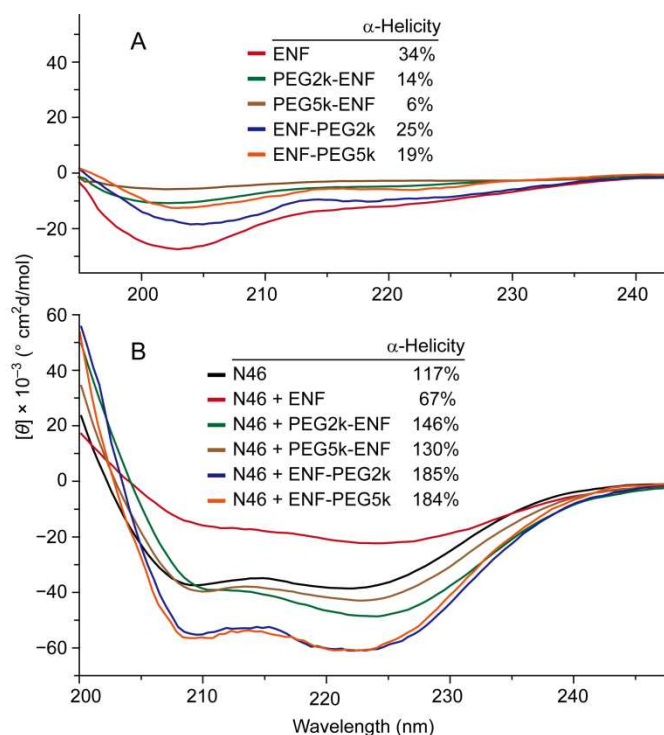 A
α-Helicity
ENF 34%
PEG2k-ENF 14%
PEG5k-ENF 6%
ENF-PEG2k 25%
ENF-PEG5k 19%
40
20
0
−20
200 210 220 230 240
[θ] × 10⁻³ (° cm²d/mol)
B
α-Helicity
N46 117%
N46 + ENF 67%
N46 + PEG2k-ENF 146%
N46 + PEG5k-ENF 130%
N46 + ENF-PEG2k 185%
N46 + ENF-PEG5k 184%
60
40
20
0
−20
−40
−60
200 210 220 230 240
Wavelength (nm)